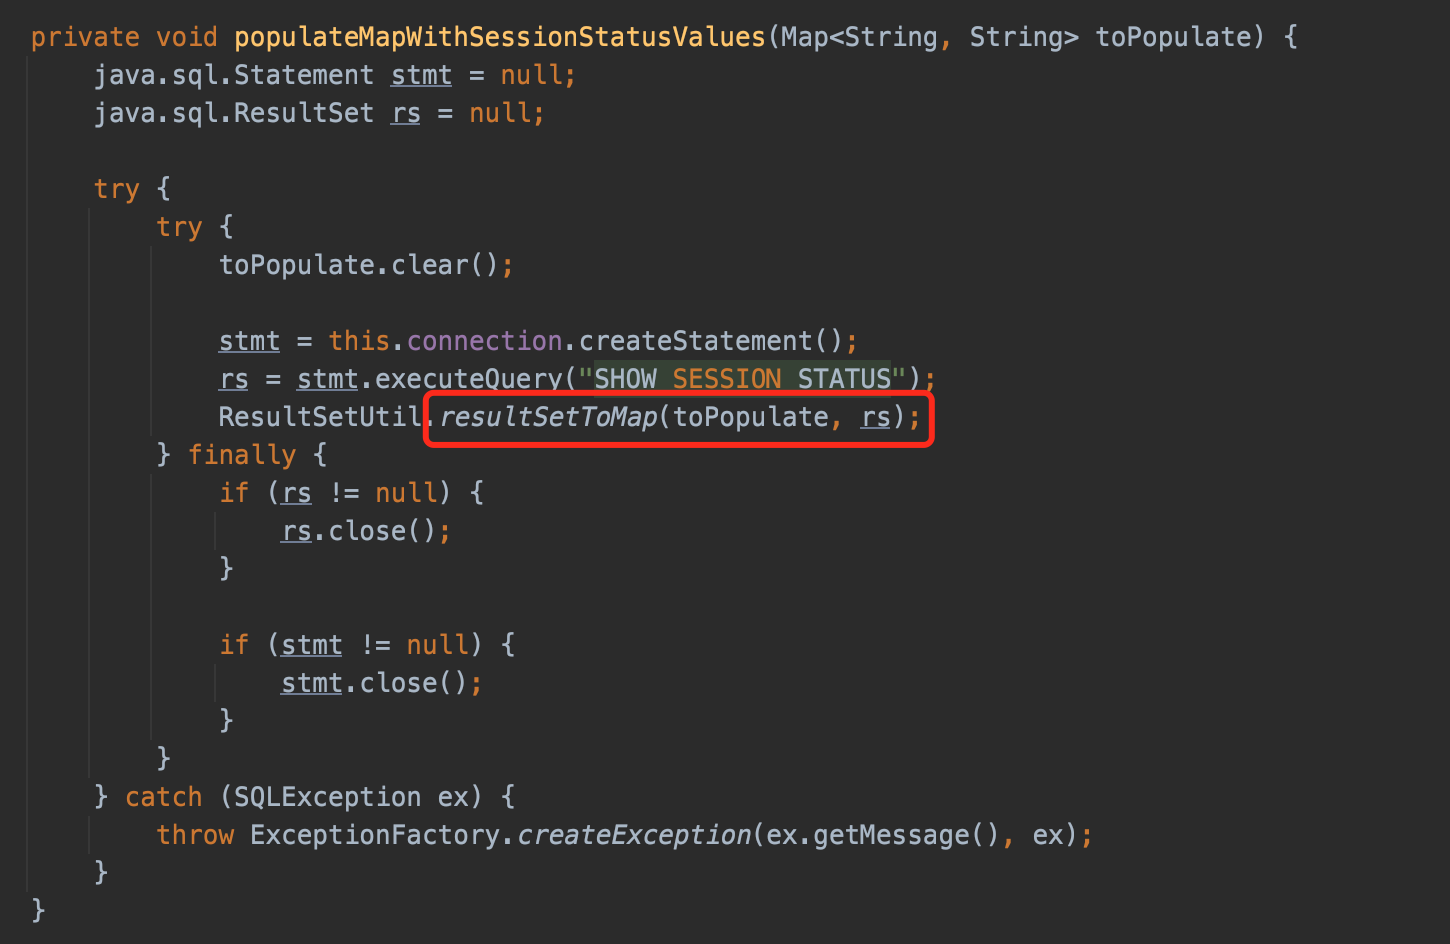 private void populateMapWithSessionStatusValues(Map<String, String> toPopulate) {
java.sql.Statement stmt = null;
java.sql.ResultSet rs = null;
try {
try {
toPopulate.clear();
stmt = this.connection.createStatement();
rs = stmt.executeQuery("SHOW SESSION STATUS");
ResultSetUtil.resultSetToMap(toPopulate, rs);
} finally {
if (rs != null) {
rs.close();
}
if (stmt != null) {
stmt.close();
}
}
} catch (SQLException ex) {
throw ExceptionFactory.createException(ex.getMessage(), ex);
}
}